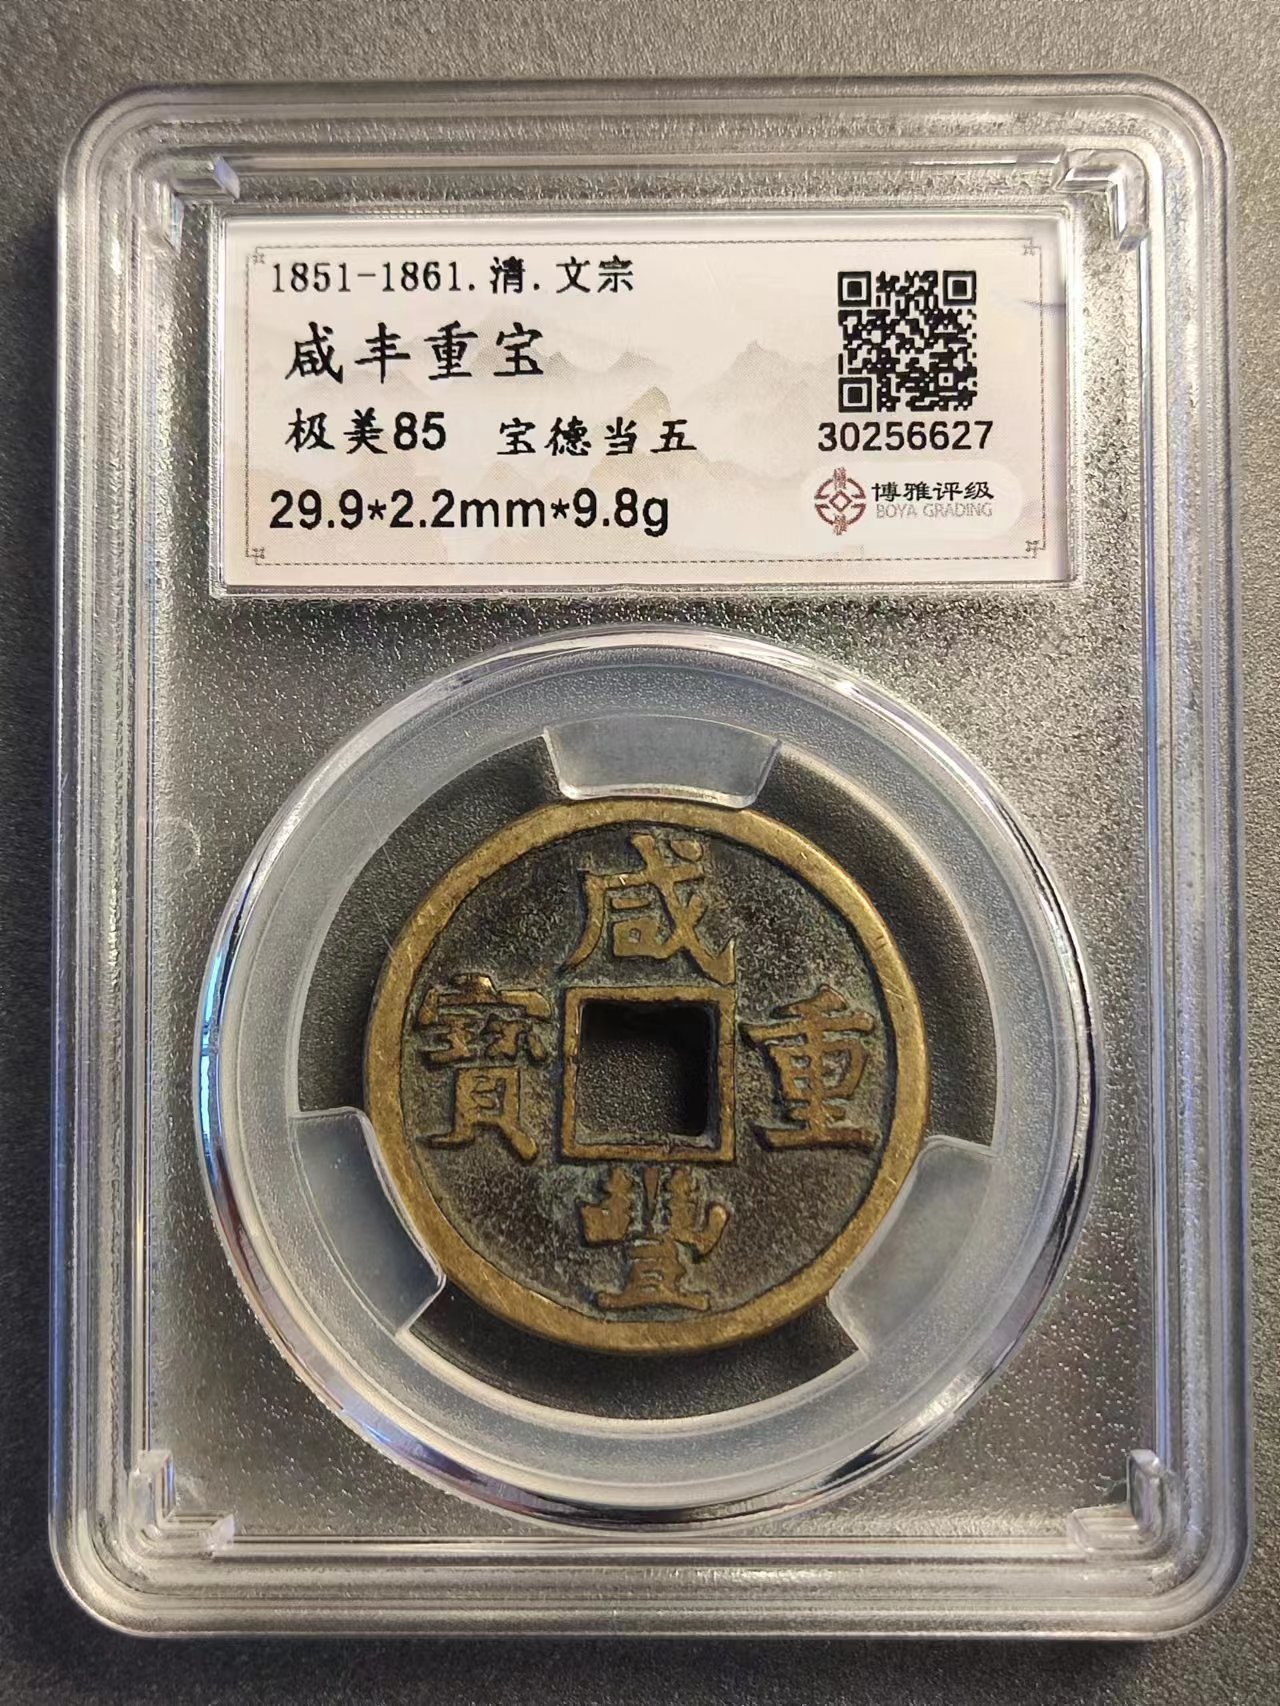 1851-1861.清.文宗
咸丰重宝
极美85 宝德当五
29.9*2.2mm*9.8g
30256627
博雅评级
BOYA GRADING
咸
豐
重
寶